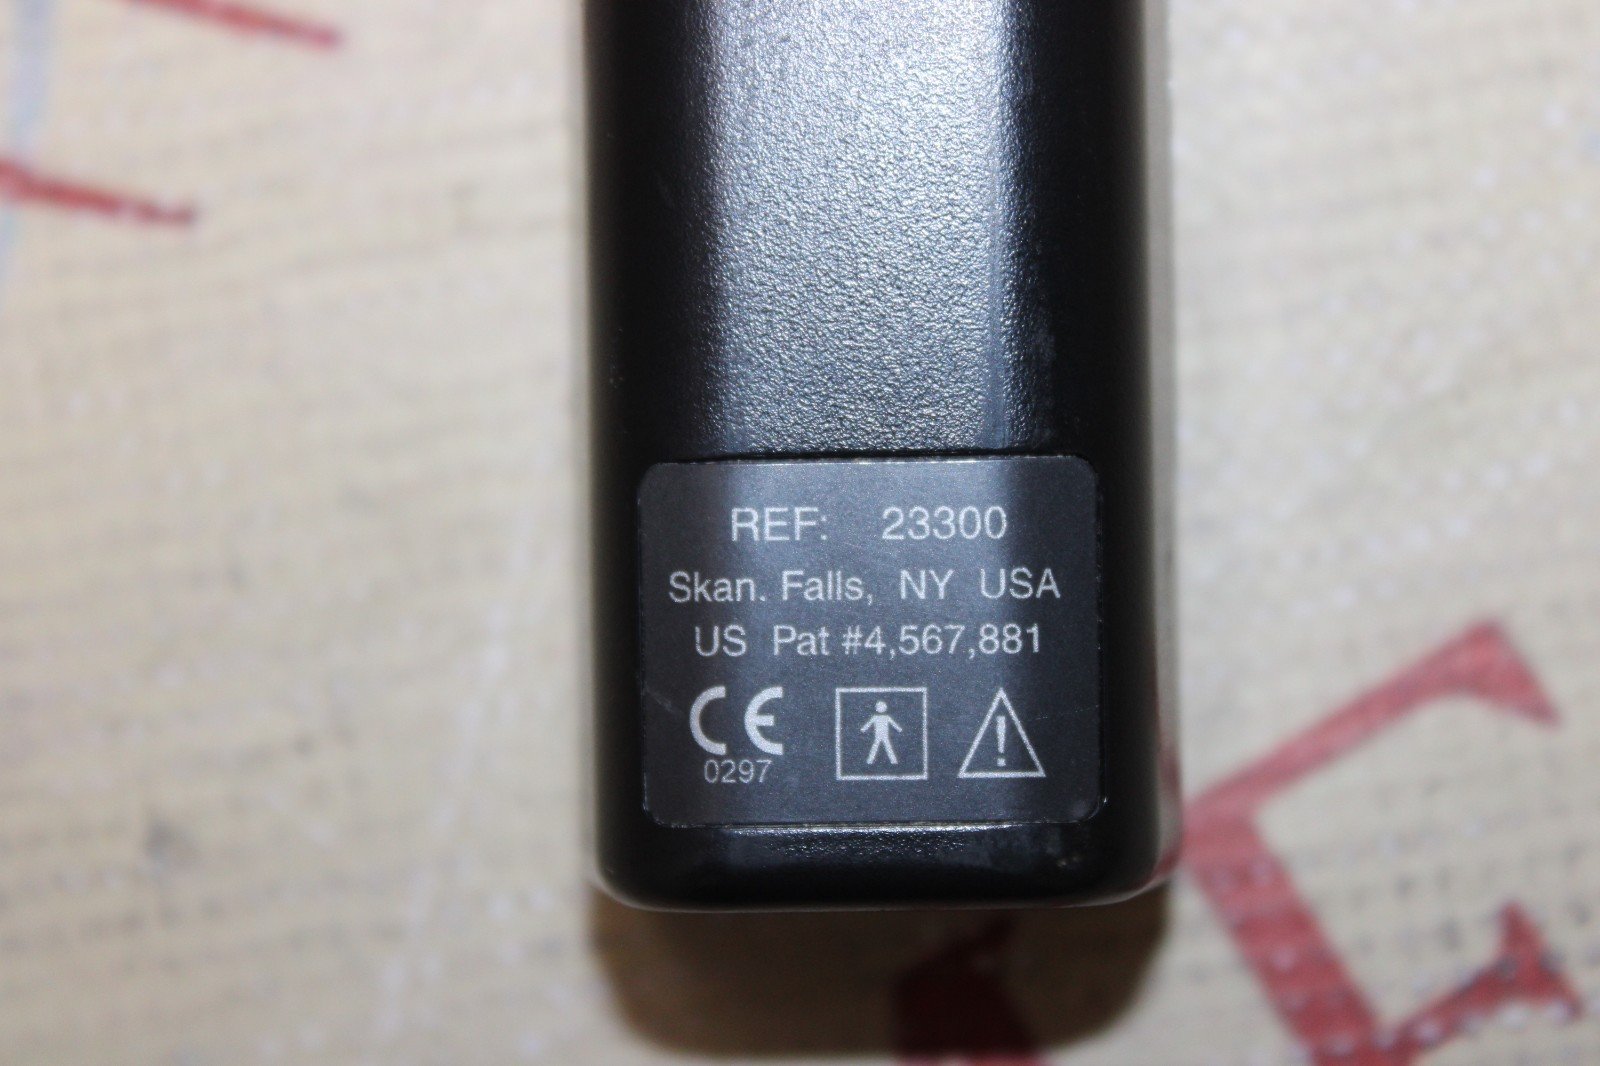 REF: 23300
Skan. Falls, NY USA
US Pat #4,567,881
CE
0297